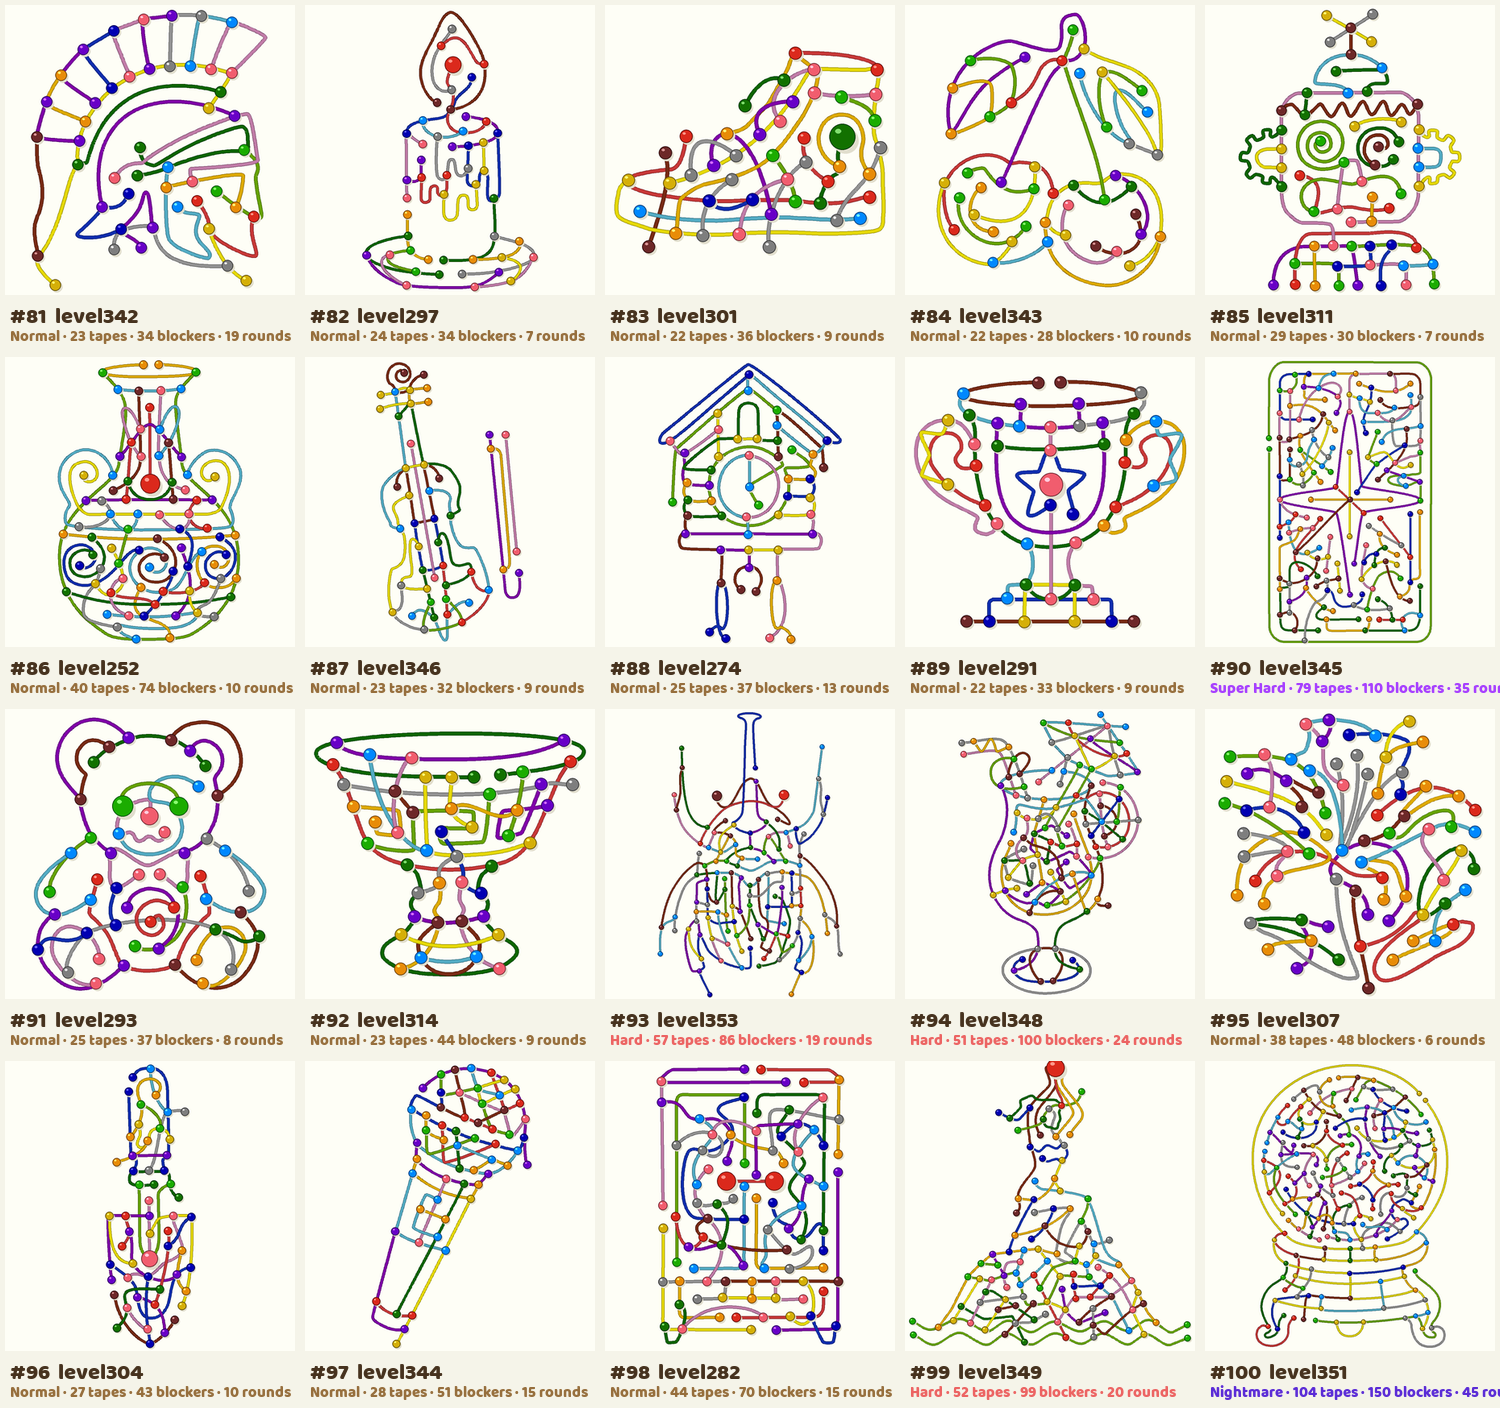 #81 level342
Normal · 23 tapes · 34 blockers · 19 rounds
#82 level297
Normal · 24 tapes · 34 blockers · 7 rounds
#83 level301
Normal · 22 tapes · 36 blockers · 9 rounds
#84 level343
Normal · 22 tapes · 28 blockers · 10 rounds
#85 level311
Normal · 29 tapes · 30 blockers · 7 rounds
#86 level252
Normal · 40 tapes · 74 blockers · 10 rounds
#87 level346
Normal · 23 tapes · 32 blockers · 9 rounds
#88 level274
Normal · 25 tapes · 37 blockers · 13 rounds
#89 level291
Normal · 22 tapes · 33 blockers · 9 rounds
#90 level345
Super Hard · 79 tapes · 110 blockers · 35 rour
#91 level293
Normal · 25 tapes · 37 blockers · 8 rounds
#92 level314
Normal · 23 tapes · 44 blockers · 9 rounds
#93 level353
Hard · 57 tapes · 86 blockers · 19 rounds
#94 level348
Hard · 51 tapes · 100 blockers · 24 rounds
#95 level307
Normal · 38 tapes · 48 blockers · 6 rounds
#96 level304
Normal · 27 tapes · 43 blockers · 10 rounds
#97 level344
Normal · 28 tapes · 51 blockers · 15 rounds
#98 level282
Normal · 44 tapes · 70 blockers · 15 rounds
#99 level349
Hard · 52 tapes · 99 blockers · 20 rounds
#100 level351
Nightmare · 104 tapes · 150 blockers · 45 rou